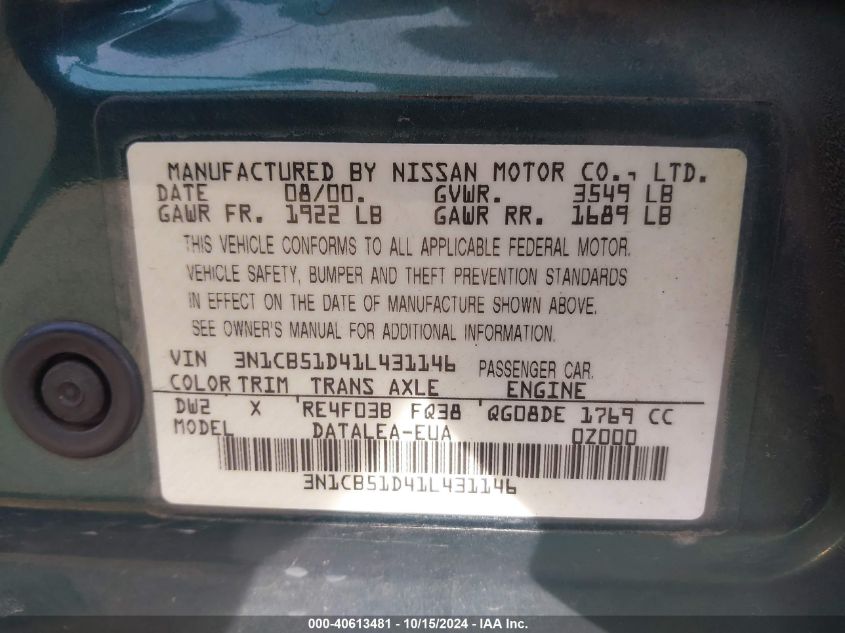 MANUFACTURED BY NISSAN MOTOR CO., LTD.
DATE 08/00. GVWR. 3549 LB
GAWR FR. 1922 LB GAWR RR. 1689 LB
THIS VEHICLE CONFORMS TO ALL APPLICABLE FEDERAL MOTOR.
VEHICLE SAFETY, BUMPER AND THEFT PREVENTION STANDARDS
IN EFFECT ON THE DATE OF MANUFACTURE SHOWN ABOVE.
SEE OWNER'S MANUAL FOR ADDITIONAL INFORMATION.
VIN 3N1CB51D41L431146 PASSENGER CAR.
COLOR TRIM TRANS AXLE ENGINE
DW2 X RE4F03B FQ38 QG08DE 1769 CC
MODEL DATALEA-EUA 0Z000
3N1CB51D41L431146
000-40613481 - 10/15/2024 - IAA Inc.